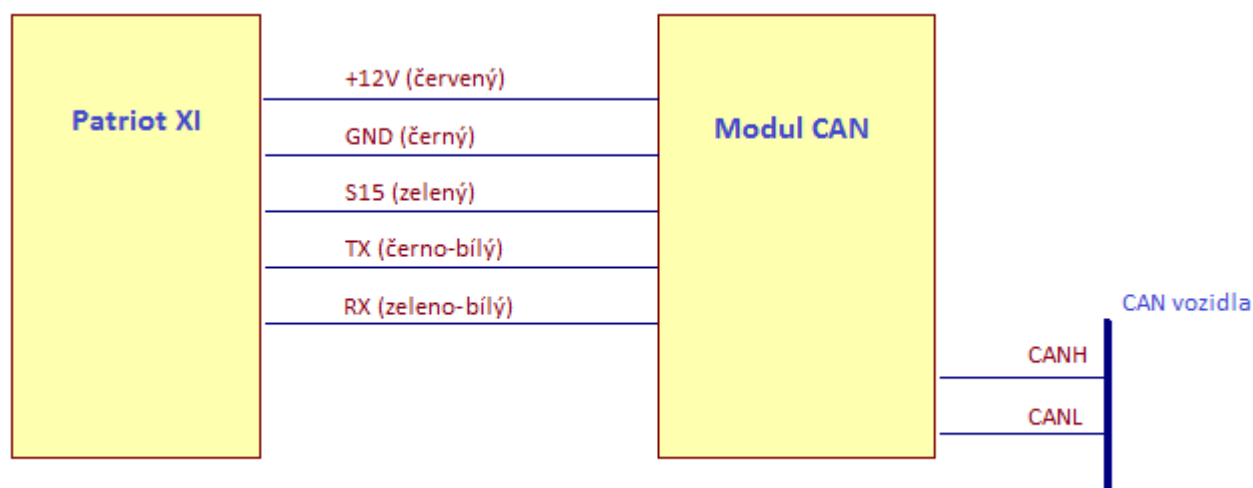 Patriot XI
+12V (červený)
GND (černý)
S15 (zelený)
TX (černo-bílý)
RX (zeleno-bílý)
Modul CAN
CAN vozidla
CANH
CANL